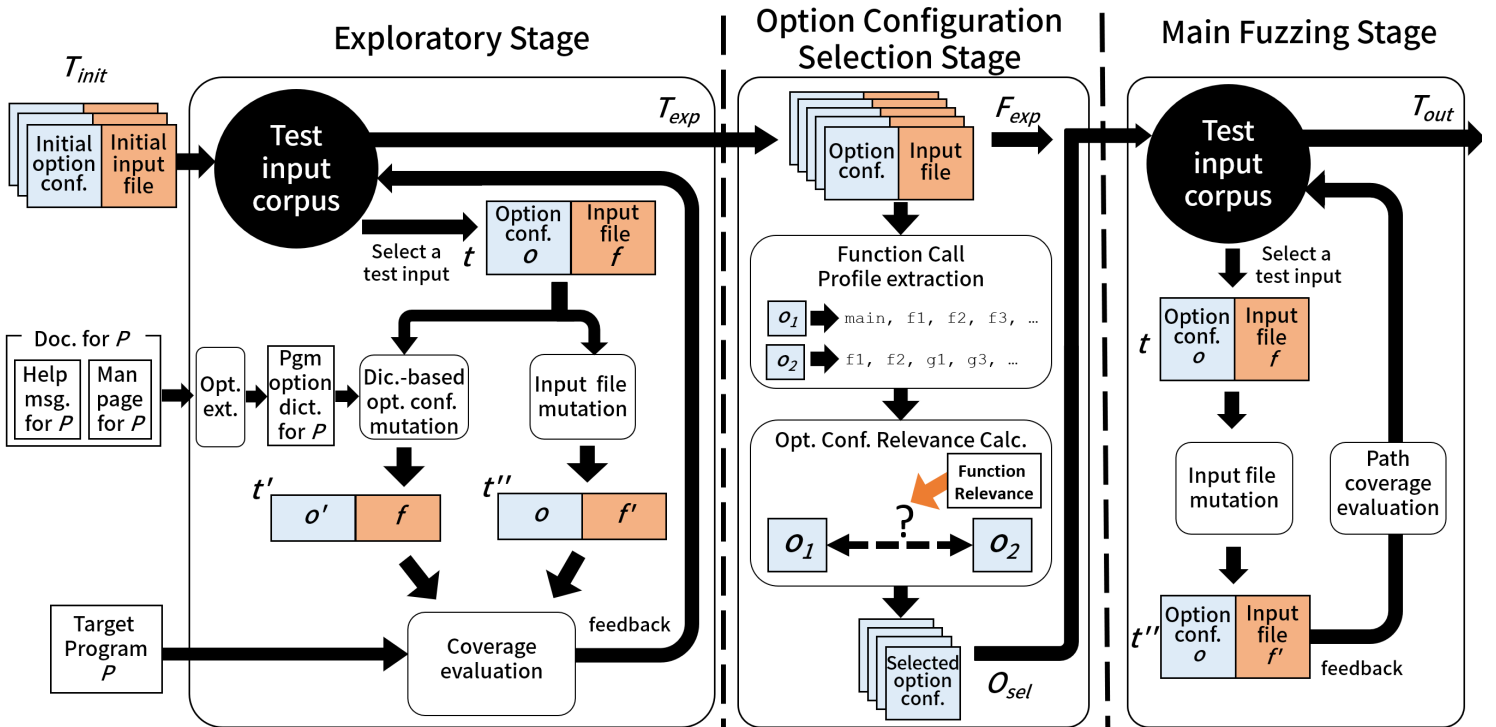 Exploratory Stage
T_init
Initial
option
conf.
Initial
input
file
Test
input
corpus
T_exp
Select a
test input
t
Option
conf.
o
Input
file
f
Doc. for P
Help
msg.
for P
Man
page
for P
Opt.
ext.
Pgm
option
dict.
for P
Dic.-based
opt. conf.
mutation
Input file
mutation
t'
o'
f
t''
o
f'
Target
Program
P
Coverage
evaluation
feedback
Option Configuration
Selection Stage
Option
conf.
Input
file
F_exp
Function Call
Profile extraction
o_1
main, f1, f2, f3, …
o_2
f1, f2, g1, g3, …
Opt. Conf. Relevance Calc.
Function
Relevance
?
o_1
o_2
Selected
option
conf.
O_sel
Main Fuzzing Stage
Test
input
corpus
T_out
Select a
test input
t
Option
conf.
o
Input
file
f
Input file
mutation
Path
coverage
evaluation
t''
Option
conf.
o
Input
file
f'
feedback